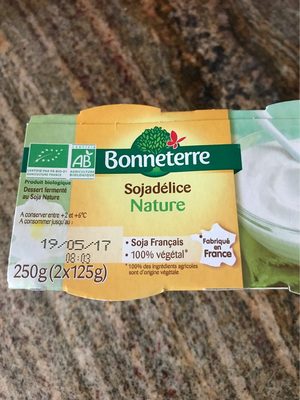 CERTIFIÉ
AB
AGRICULTURE
BIOLOGIQUE
Bonneterre
Produit biologique
Dessert fermenté
au Soja Nature
A conserver entre +2 et +6°C
A consommer jusqu'au :
19/05/17
08:03
250g (2x125g)
Sojadélice
Nature
• Soja Français
• 100% végétal*
*100% des ingrédients agricoles
sont d'origine végétale
Fabriqué
en
France